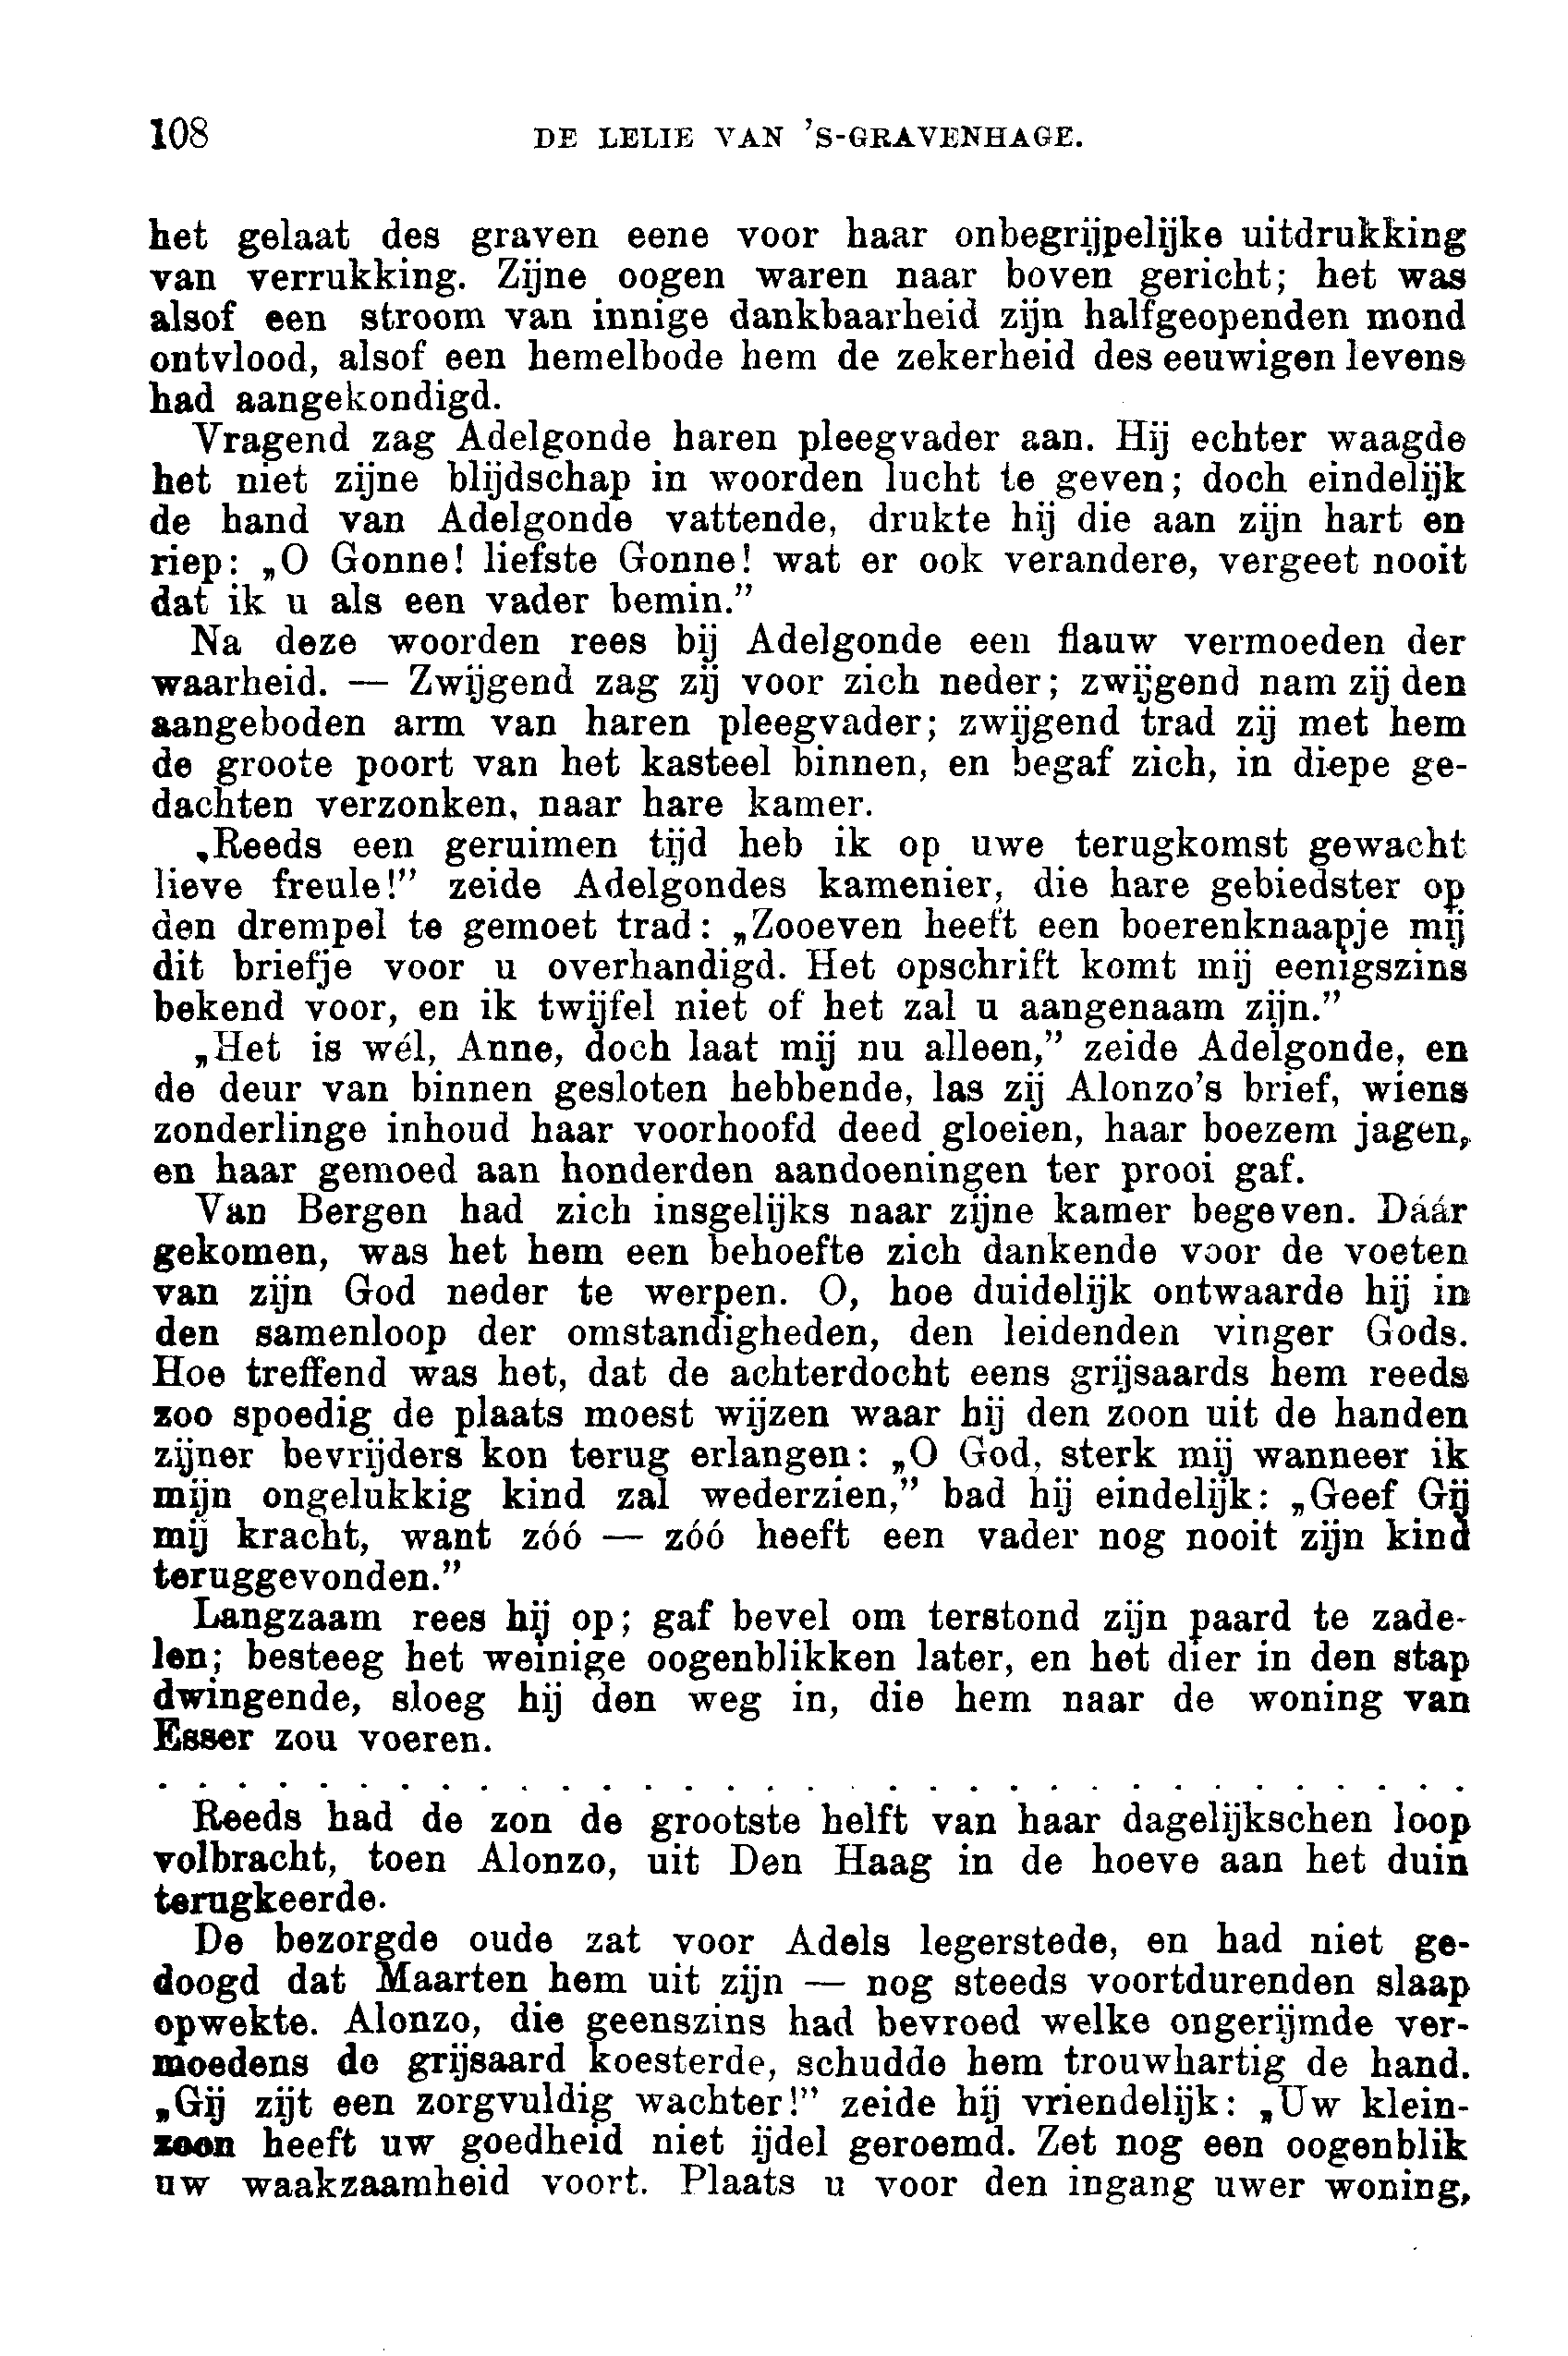 108 DE LELIE VAN 'S-GRAVENHAGE.
het gelaat des graven eene voor haar onbegrijpelijke uitdrukking
van verrukking. Zijne oogen waren naar boven gericht; het was
alsof een stroom van innige dankbaarheid zijn halfgeopenden mond
ontvlood, alsof een hemelbode hem de zekerheid des eeuwigen levens
had aangekondigd.
Vragend zag Adelgonde haren pleegvader aan. Hij echter waagde
het niet zijne blijdschap in woorden lucht te geven; doch eindelijk
de hand van Adelgonde vattende, drukte hij die aan zijn hart en
riep: „O Gonne! liefste Gonne! wat er ook verandere, vergeet nooit
dat ik u als een vader bemin.”
Na deze woorden rees bij Adelgonde een flauw vermoeden der
waarheid. — Zwijgend zag zij voor zich neder; zwijgend nam zij den
aangeboden arm van haren pleegvader; zwijgend trad zij met hem
de groote poort van het kasteel binnen, en begaf zich, in diepe ge-
dachten verzonken, naar hare kamer.
„Reeds een geruimen tijd heb ik op uwe terugkomst gewacht
lieve freule!” zeide Adelgondes kamenier, die hare gebiedster op
den drempel te gemoet trad: „Zooeven heeft een boerenknaapje mij
dit briefje voor u overhandigd. Het opschrift komt mij eenigszins
bekend voor, en ik twijfel niet of het zal u aangenaam zijn.”
„Het is wél, Anne, doch laat mij nu alleen,” zeide Adelgonde, en
de deur van binnen gesloten hebbende, las zij Alonzo's brief, wiens
zonderlinge inhoud haar voorhoofd deed gloeien, haar boezem jagen,
en haar gemoed aan honderden aandoeningen ter prooi gaf.
Van Bergen had zich insgelijks naar zijne kamer begeven. Dáár
gekomen, was het hem een behoefte zich dankende voor de voeten
van zijn God neder te werpen. O, hoe duidelijk ontwaarde hij in
den samenloop der omstandigheden, den leidenden vinger Gods.
Hoe treffend was het, dat de achterdocht eens grijsaards hem reeds
zoo spoedig de plaats moest wijzen waar hij den zoon uit de handen
zijner bevrijders kon terug erlangen: „O God, sterk mij wanneer ik
mijn ongelukkig kind zal wederzien,” bad hij eindelijk: „Geef Gij
mij kracht, want zóó — zóó heeft een vader nog nooit zijn kind
teruggevonden.”
Langzaam rees hij op; gaf bevel om terstond zijn paard te zade-
len; besteeg het weinige oogenblikken later, en het dier in den stap
dwingende, sloeg hij den weg in, die hem naar de woning van
Esser zou voeren.
. . . . . . . . . . . . . . . . . . . . . . . . . . . . . . . . .
Reeds had de zon de grootste helft van haar dagelijkschen loop
volbracht, toen Alonzo, uit Den Haag in de hoeve aan het duin
terugkeerde.
De bezorgde oude zat voor Adels legerstede, en had niet ge-
doogd dat Maarten hem uit zijn — nog steeds voortdurenden slaap
opwekte. Alonzo, die geenszins had bevroed welke ongerijmde ver-
moedens de grijsaard koesterde, schudde hem trouwhartig de hand.
„Gij zijt een zorgvuldig wachter!” zeide hij vriendelijk: „Uw klein-
zoon heeft uw goedheid niet ijdel geroemd. Zet nog een oogenblik
uw waakzaamheid voort. Plaats u voor den ingang uwer woning,